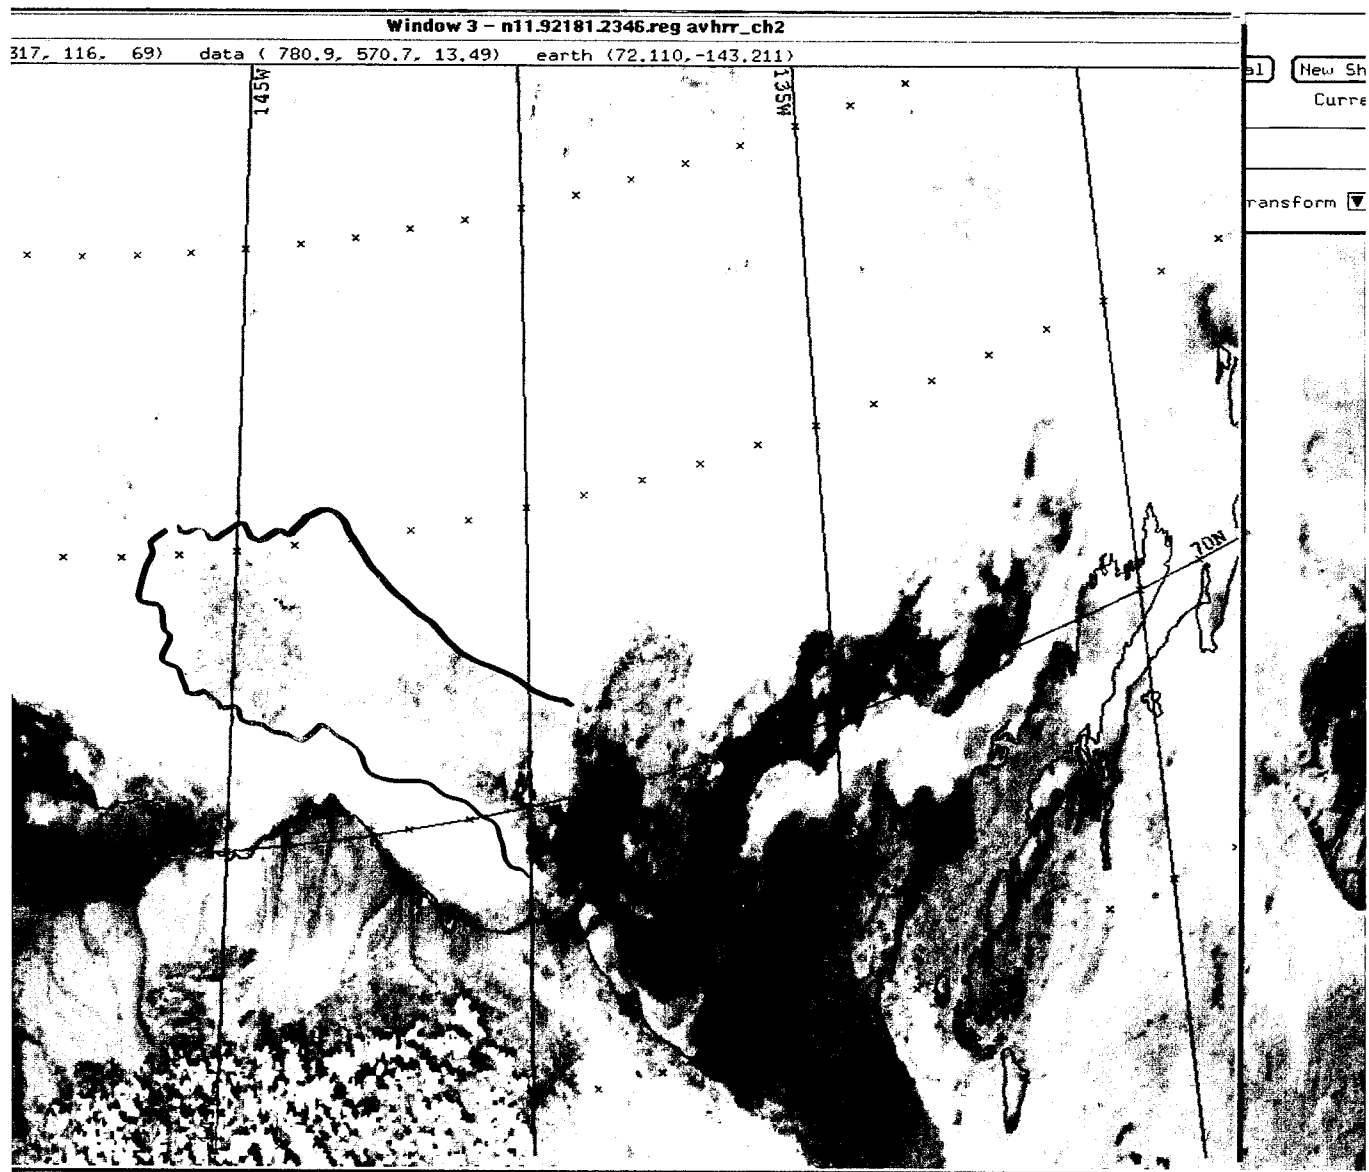 Window 3 – n11.92181.2346.reg avhrr_ch2
317, 116, 69) data ( 780.9, 570.7, 13.49) earth (72.110,-143.211)
al New Sh
Curre
ransform
145W
135W
70N